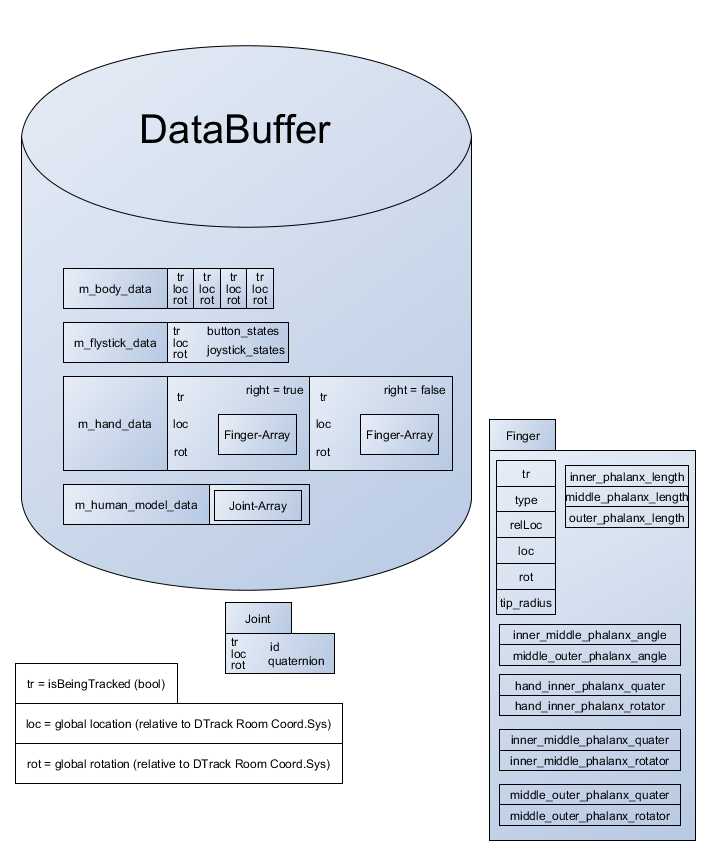 DataBuffer
m_body_data
tr tr tr tr
loc loc loc loc
rot rot rot rot
m_flystick_data
tr button_states
loc
rot joystick_states
m_hand_data
right = true
tr
loc
Finger-Array
rot
right = false
tr
loc
Finger-Array
rot
m_human_model_data
Joint-Array
Joint
tr
loc
rot
id
quaternion
tr = isBeingTracked (bool)
loc = global location (relative to DTrack Room Coord.Sys)
rot = global rotation (relative to DTrack Room Coord.Sys)
Finger
tr
type
relLoc
loc
rot
tip_radius
inner_phalanx_length
middle_phalanx_length
outer_phalanx_length
inner_middle_phalanx_angle
middle_outer_phalanx_angle
hand_inner_phalanx_quater
hand_inner_phalanx_rotator
inner_middle_phalanx_quater
inner_middle_phalanx_rotator
middle_outer_phalanx_quater
middle_outer_phalanx_rotator